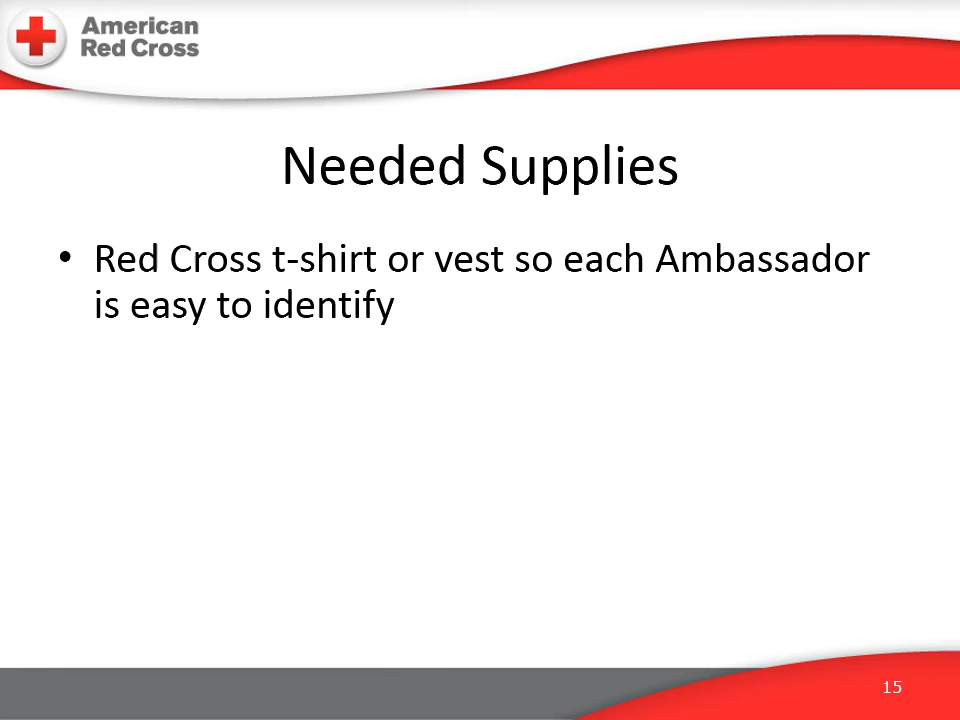 American
Red Cross
Needed Supplies
• Red Cross t-shirt or vest so each Ambassador
is easy to identify
15